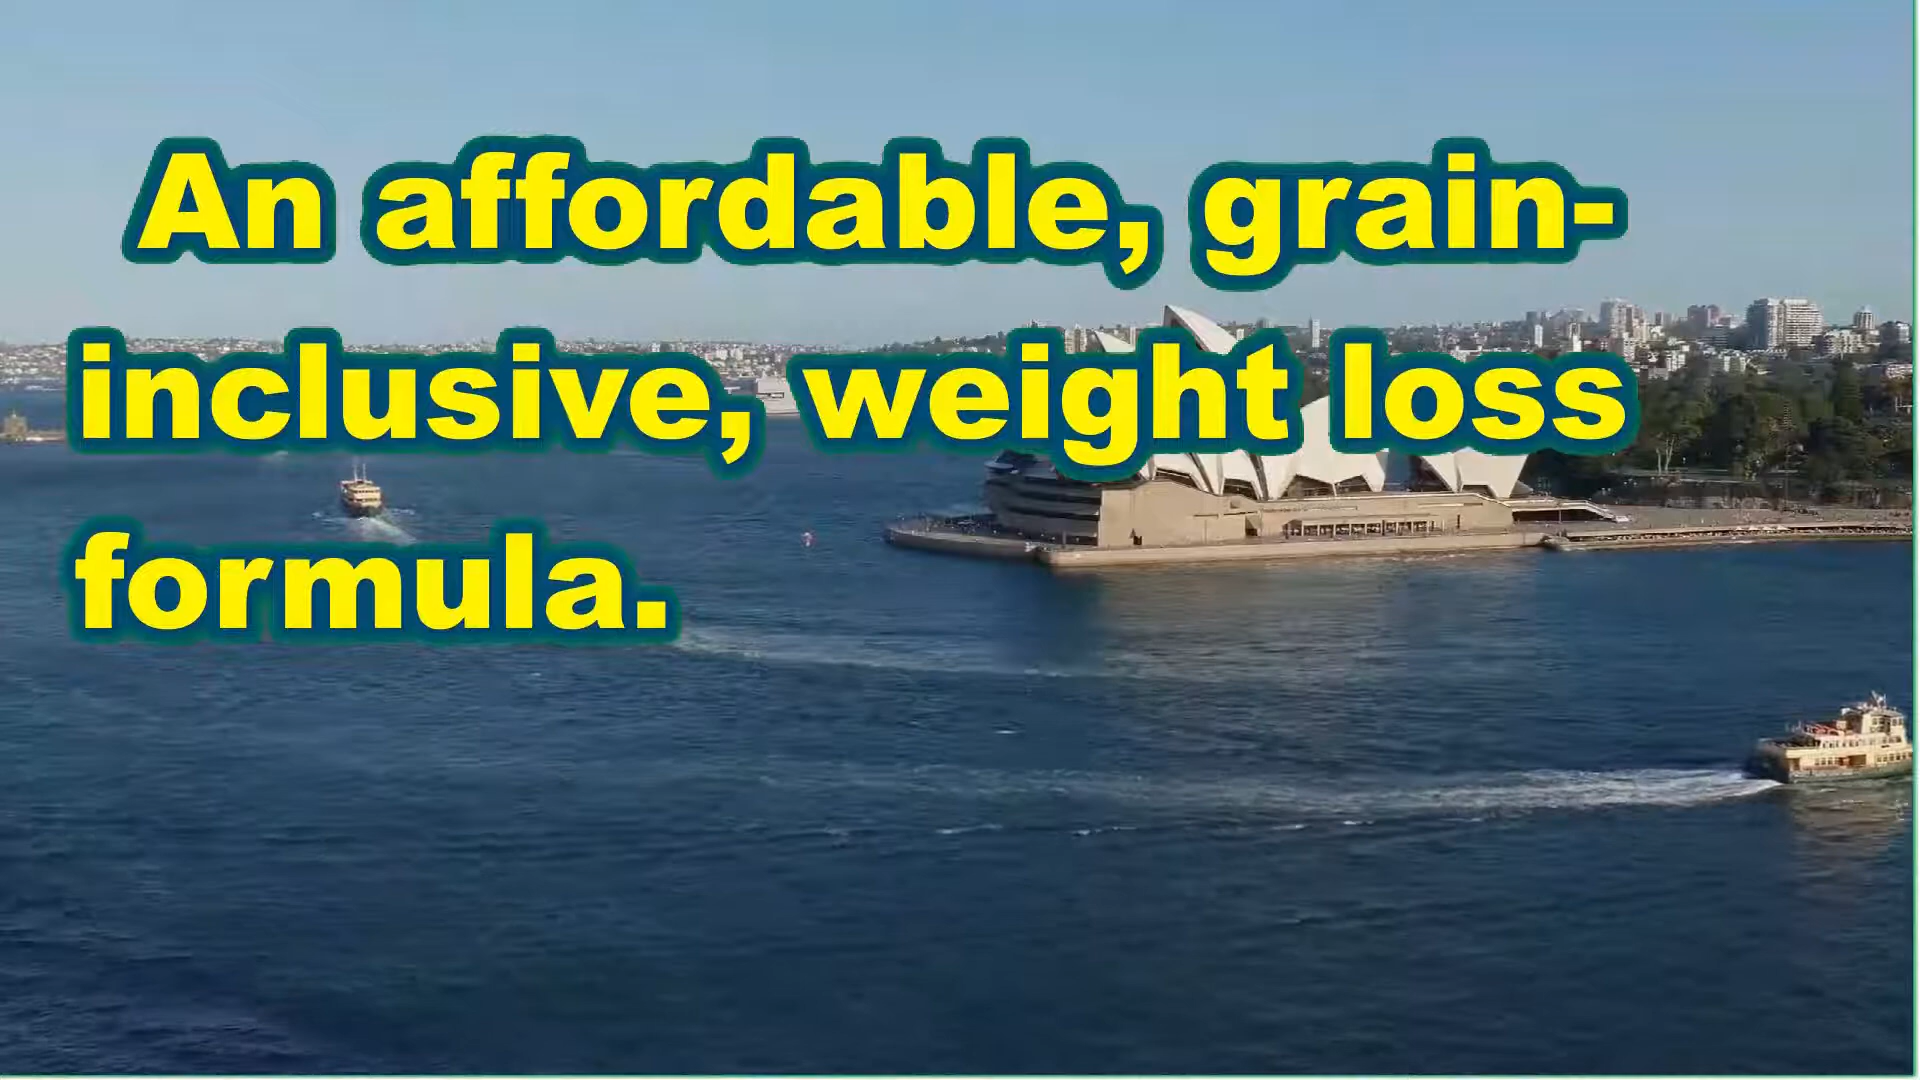 An affordable, grain-
inclusive, weight loss
formula.